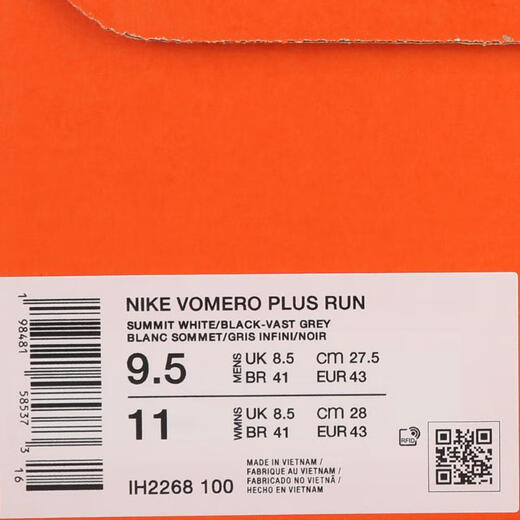 NIKE VOMERO PLUS RUN
SUMMIT WHITE/BLACK-VAST GREY
BLANC SOMMET/GRIS INFINI/NOIR
9.5 MENS UK 8.5 CM 27.5
BR 41 EUR 43
11 WMNS UK 8.5 CM 28
BR 41 EUR 43
RFID
MADE IN VIETNAM /
FABRIQUE AU VIETNAM /
FABRICADO NO VIETNÃ /
HECHO EN VIETNAM
IH2268 100
1 98481 58537 3 16